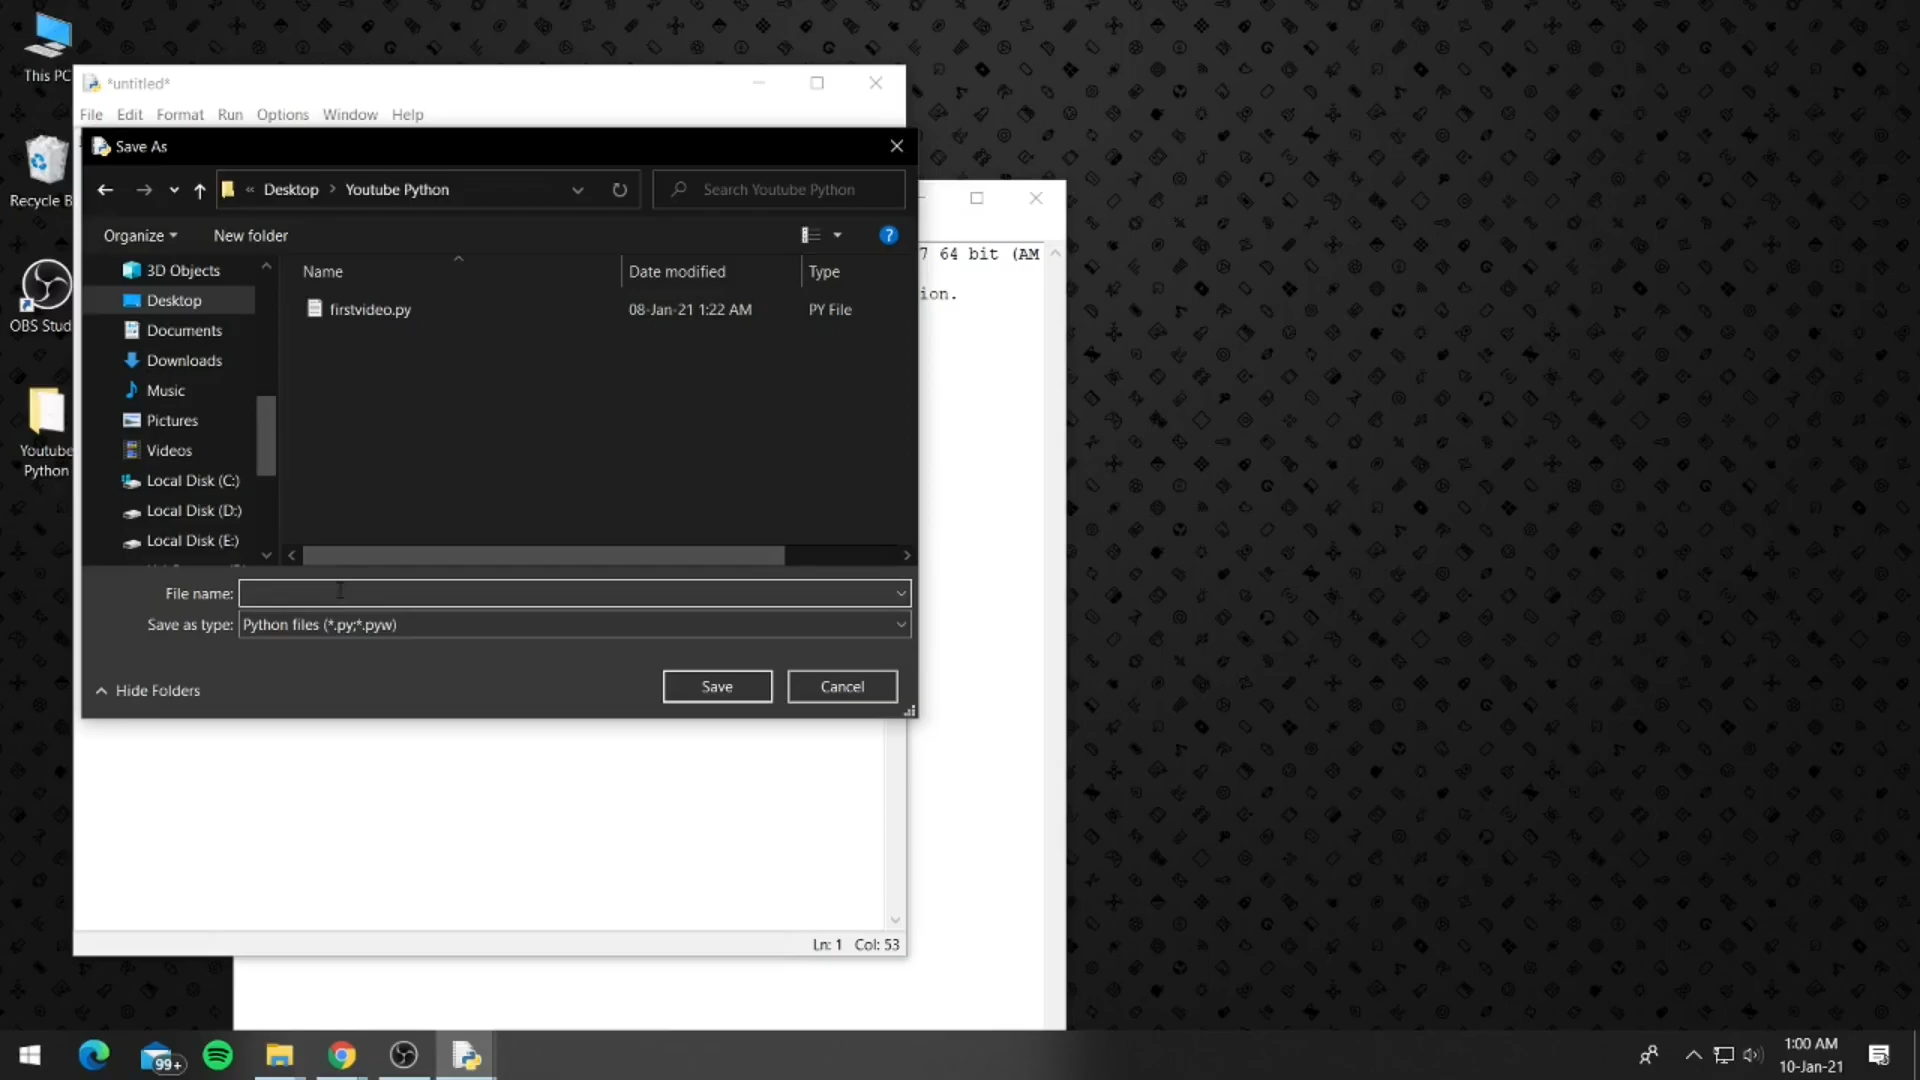 This PC
Recycle B
OBS Stud
Youtube
Python
*untitled*
File Edit Format Run Options Window Help
Save As
« Desktop > Youtube Python
Search Youtube Python
Organize
New folder
3D Objects
Desktop
Documents
Downloads
Music
Pictures
Videos
Local Disk (C:)
Local Disk (D:)
Local Disk (E:)
Name Date modified Type
firstvideo.py 08-Jan-21 1:22 AM PY File
File name:
Save as type: Python files (*.py;*.pyw)
Hide Folders
Save
Cancel
7 64 bit (AM
ion.
Ln: 1 Col: 53
99+
1:00 AM
10-Jan-21